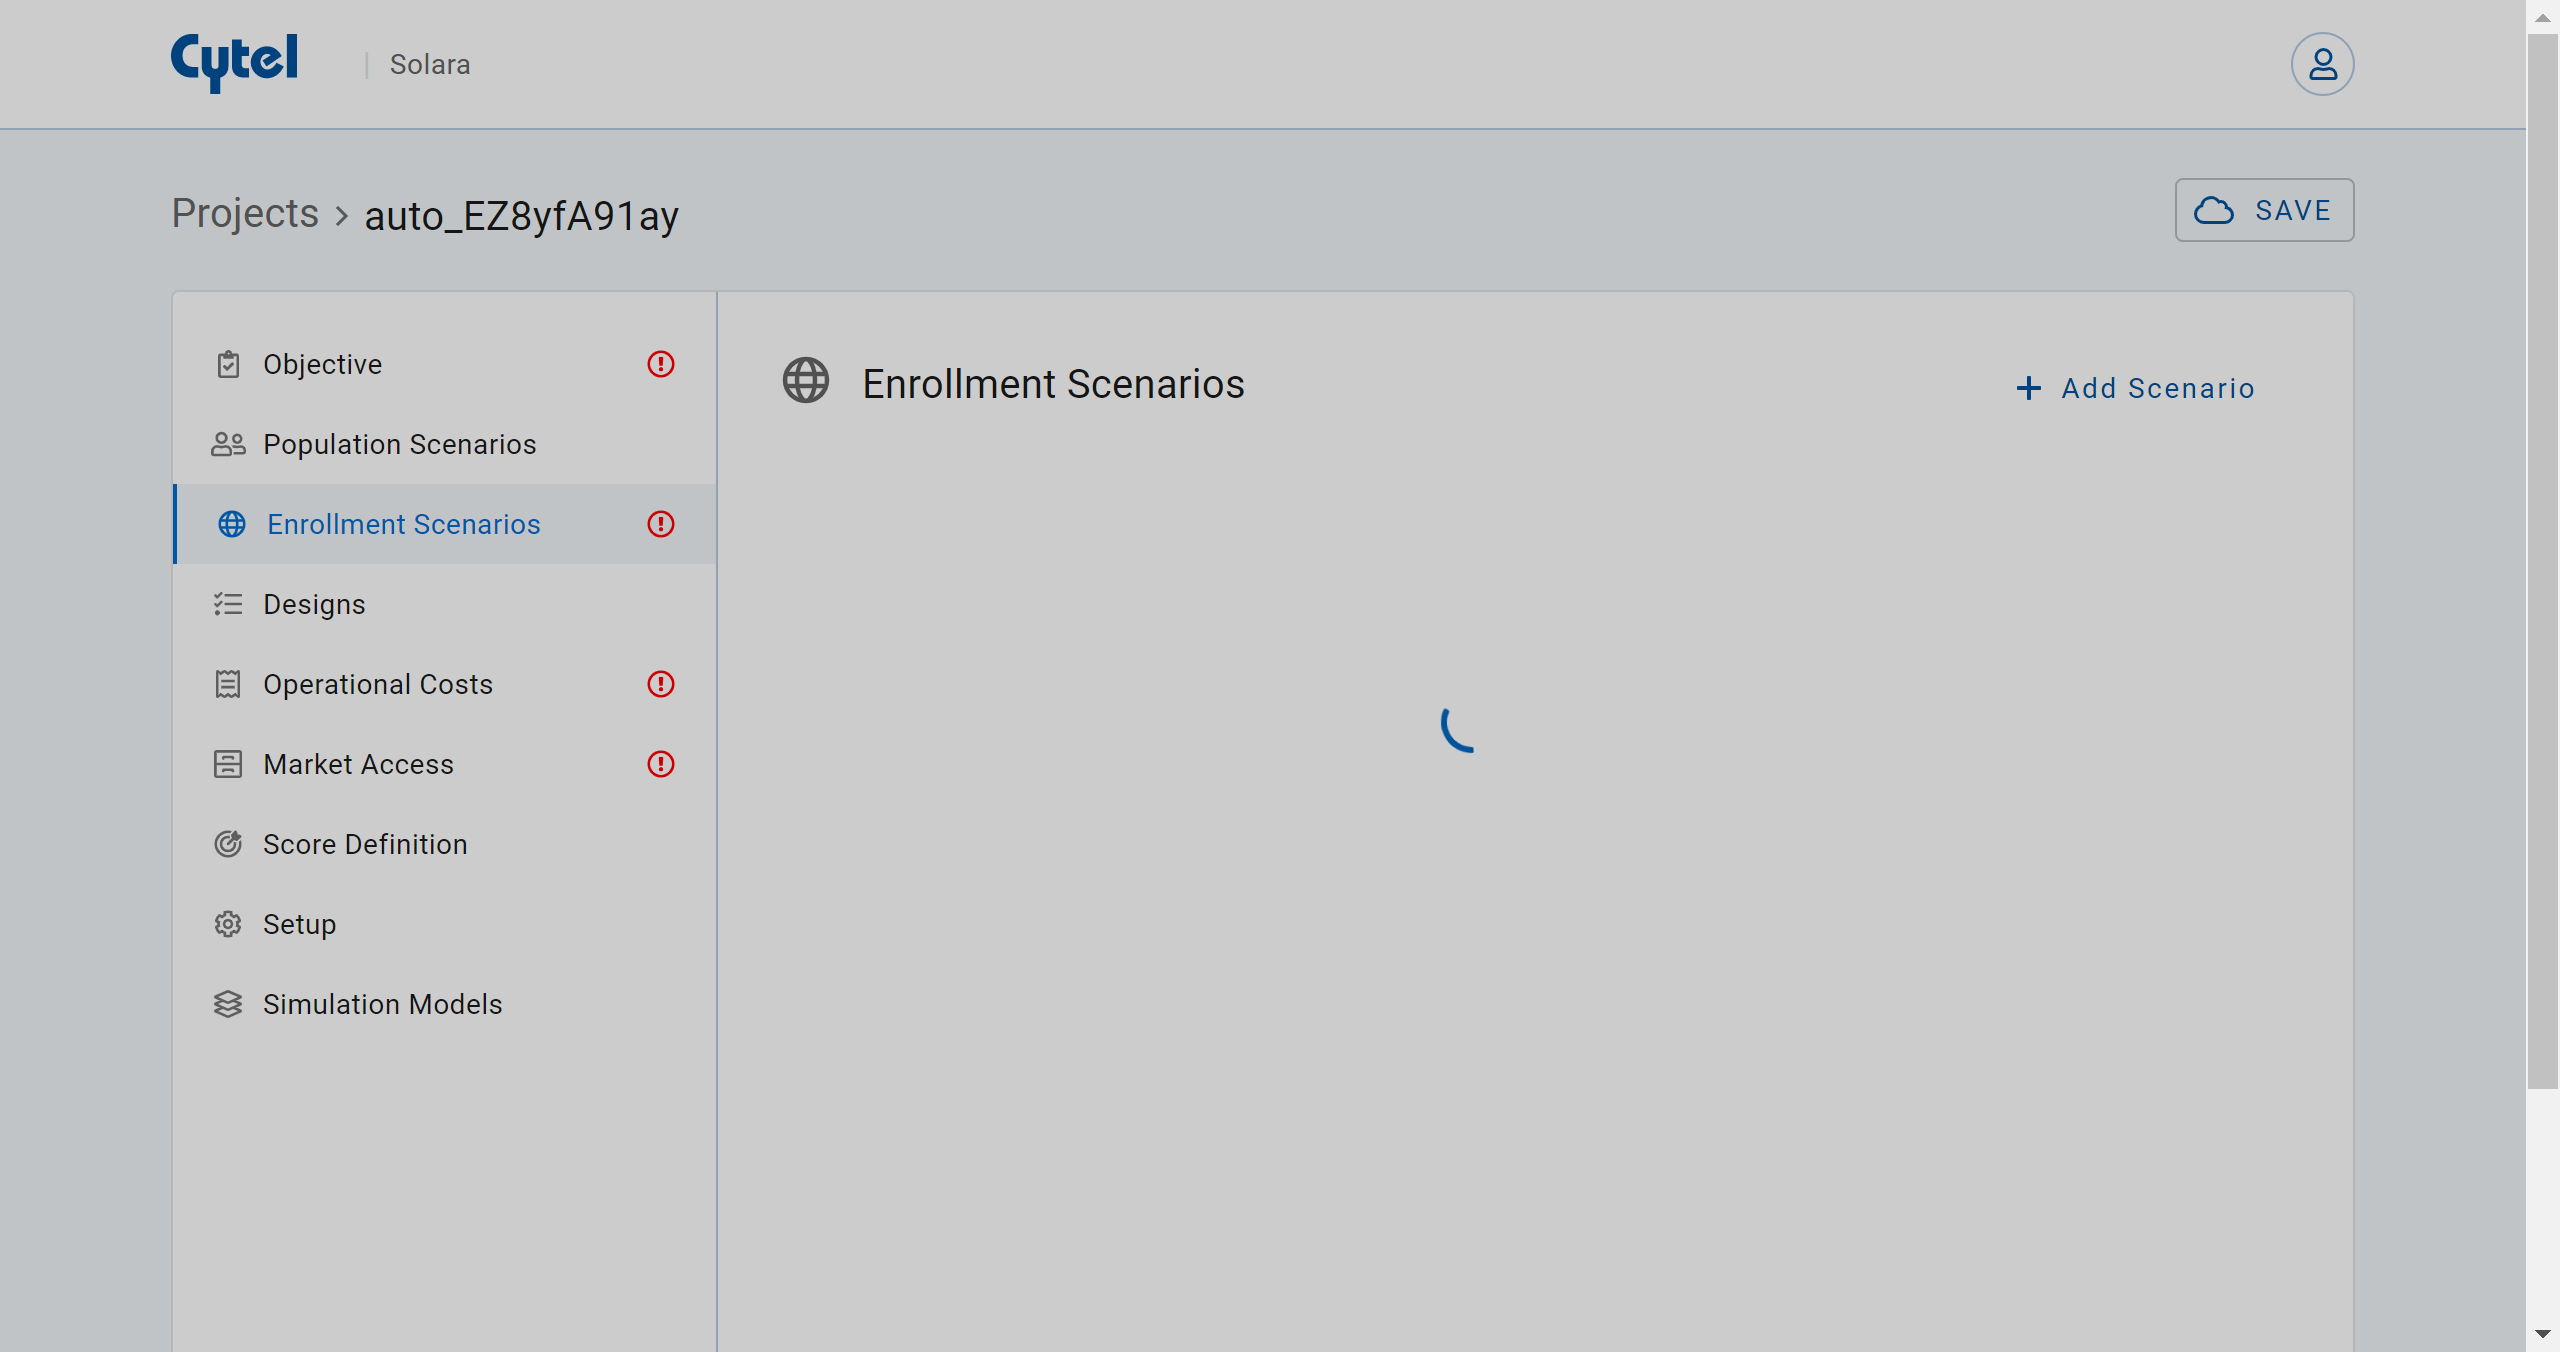 Cytel | Solara
Projects > auto_EZ8yfA91ay
SAVE
Objective
Population Scenarios
Enrollment Scenarios
Designs
Operational Costs
Market Access
Score Definition
Setup
Simulation Models
Enrollment Scenarios
+ Add Scenario